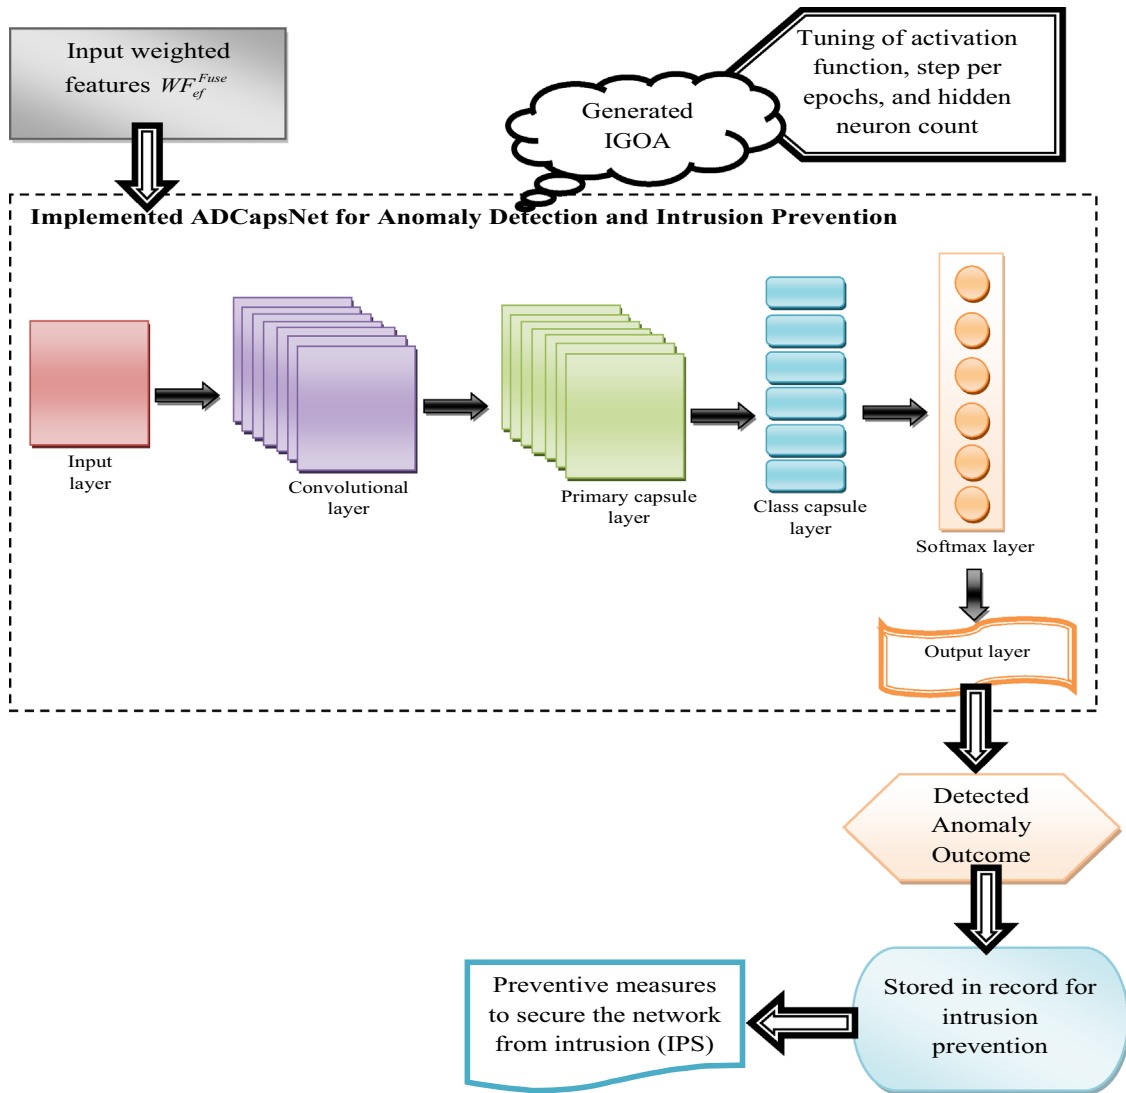 Input weighted
features WF_{ef}^{Fuse}
Generated
IGOA
Tuning of activation
function, step per
epochs, and hidden
neuron count
Implemented ADCapsNet for Anomaly Detection and Intrusion Prevention
Input
layer
Convolutional
layer
Primary capsule
layer
Class capsule
layer
Softmax layer
Output layer
Detected
Anomaly
Outcome
Stored in record for
intrusion
prevention
Preventive measures
to secure the network
from intrusion (IPS)